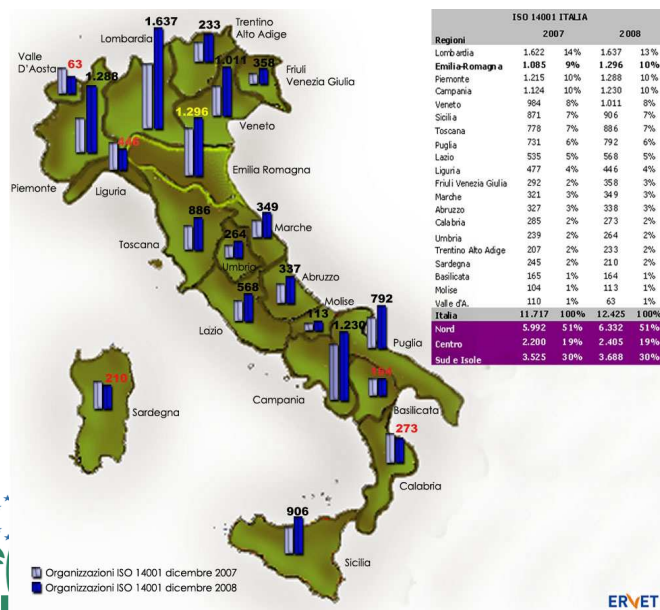 1.637
233
Trentino
Alto Adige
Lombardia
Valle
D'Aosta
63
1.288
1.011
358
Friuli
Venezia Giulia
Veneto
1.296
446
Emilia Romagna
Piemonte
Liguria
886
349
264
Marche
Toscana
Umbria
337
Abruzzo
568
Molise
792
113
1.230
Lazio
Puglia
210
164
Campania
Sardegna
Basilicata
273
Calabria
906
Sicilia
Organizzazioni ISO 14001 dicembre 2007
Organizzazioni ISO 14001 dicembre 2008
ISO 14001 ITALIA
Regioni 2007 2008
Lombardia 1.622 14% 1.637 13%
Emilia-Romagna 1.085 9% 1.296 10%
Piemonte 1.215 10% 1.288 10%
Campania 1.124 10% 1.230 10%
Veneto 984 8% 1.011 8%
Sicilia 871 7% 906 7%
Toscana 778 7% 886 7%
Puglia 731 6% 792 6%
Lazio 535 5% 568 5%
Liguria 477 4% 446 4%
Friuli Venezia Giulia 292 2% 358 3%
Marche 321 3% 349 3%
Abruzzo 327 3% 338 3%
Calabria 285 2% 273 2%
Umbria 239 2% 264 2%
Trentino Alto Adige 207 2% 233 2%
Sardegna 245 2% 210 2%
Basilicata 165 1% 164 1%
Molise 104 1% 113 1%
Valle d'A. 110 1% 63 1%
Italia 11.717 100% 12.425 100%
Nord 5.992 51% 6.332 51%
Centro 2.200 19% 2.405 19%
Sud e Isole 3.525 30% 3.688 30%
ERVET